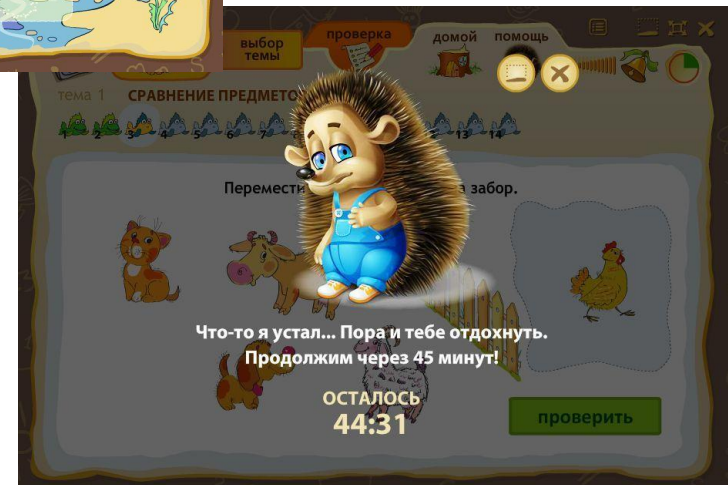 выбор
темы
проверка
домой
помощь
тема 1 СРАВНЕНИЕ ПРЕДМЕТО
1 2 3 4 5 6 7 13 14
Перемести
забор.
Что-то я устал... Пора и тебе отдохнуть.
Продолжим через 45 минут!
ОСТАЛОСЬ
44:31
проверить